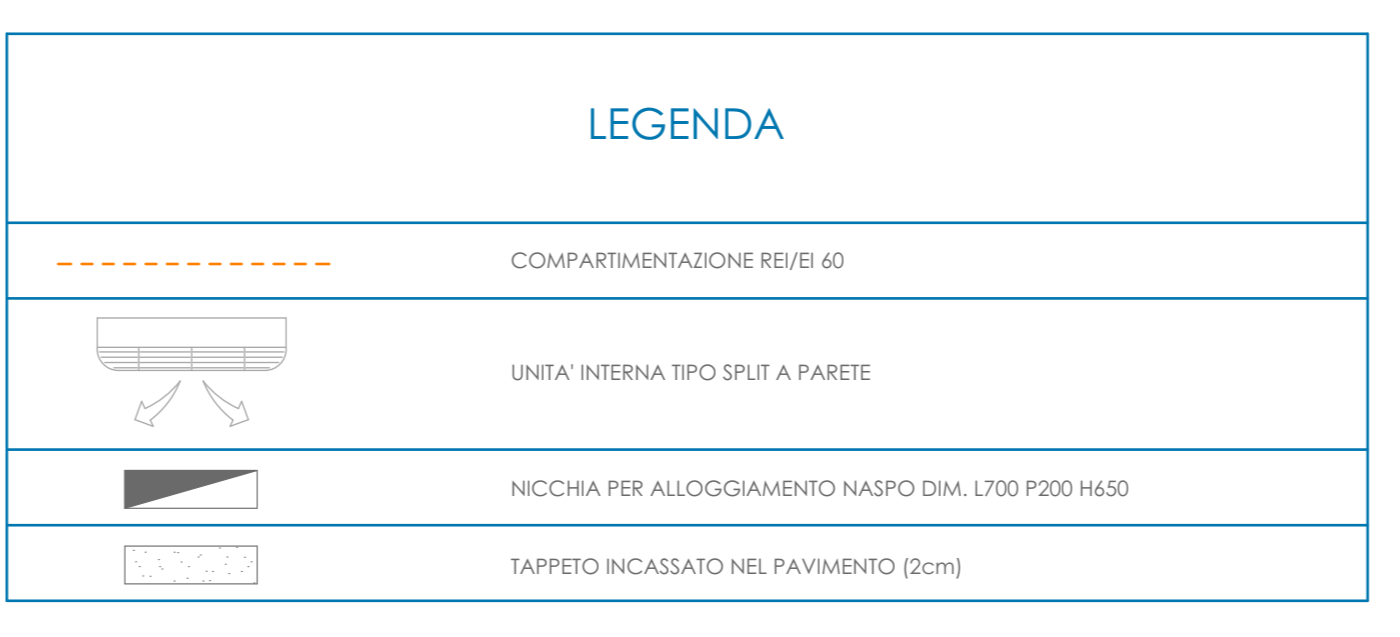 LEGENDA
COMPARTIMENTAZIONE REI/EI 60
UNITA' INTERNA TIPO SPLIT A PARETE
NICCHIA PER ALLOGGIAMENTO NASPO DIM. L700 P200 H650
TAPPETO INCASSATO NEL PAVIMENTO (2cm)